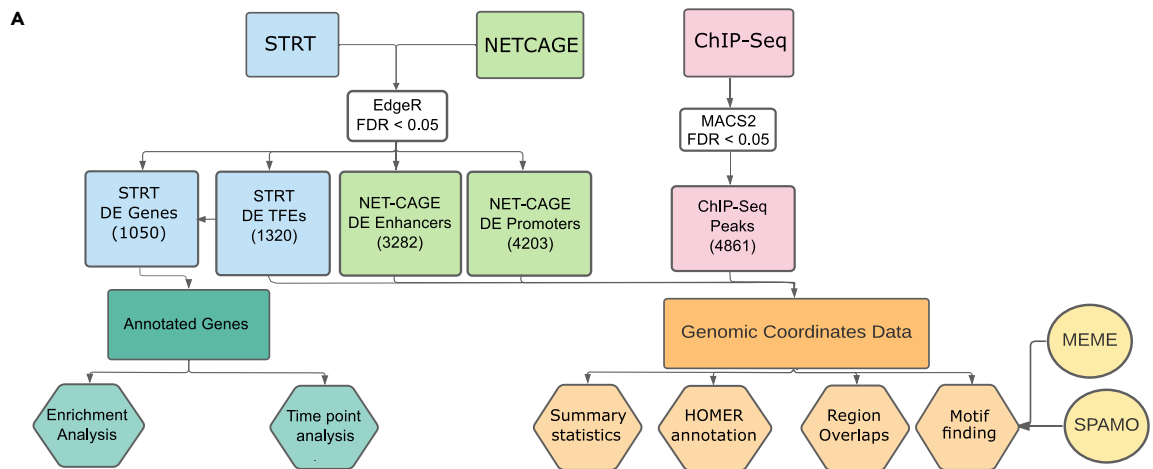 A
STRT
NETCAGE
ChIP-Seq
EdgeR
FDR < 0.05
MACS2
FDR < 0.05
STRT
DE Genes
(1050)
STRT
DE TFEs
(1320)
NET-CAGE
DE Enhancers
(3282)
NET-CAGE
DE Promoters
(4203)
ChIP-Seq
Peaks
(4861)
Annotated Genes
Genomic Coordinates Data
MEME
SPAMO
Enrichment
Analysis
Time point
analysis
.
Summary
statistics
HOMER
annotation
Region
Overlaps
Motif
finding